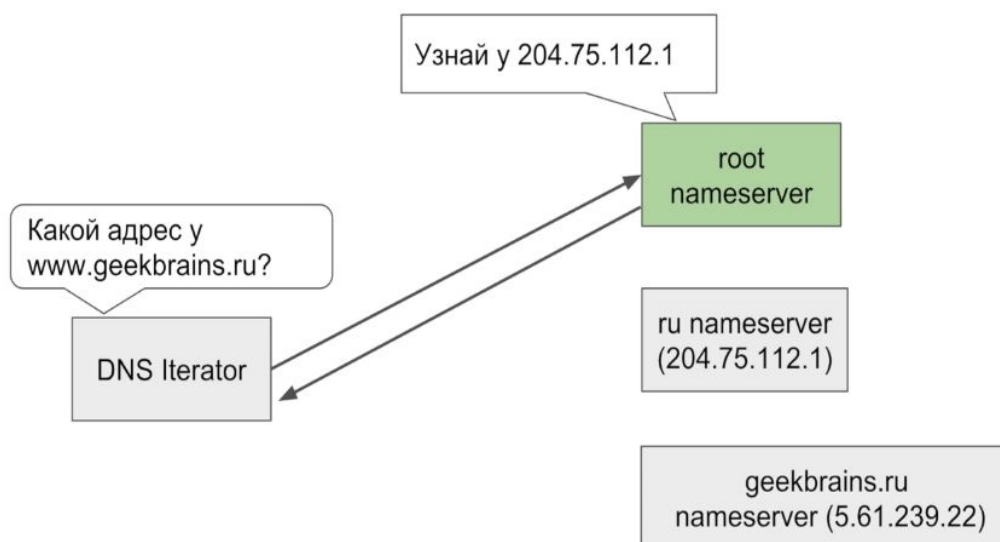 Узнай у 204.75.112.1
root
nameserver
Какой адрес у
www.geekbrains.ru?
DNS Iterator
ru nameserver
(204.75.112.1)
geekbrains.ru
nameserver (5.61.239.22)